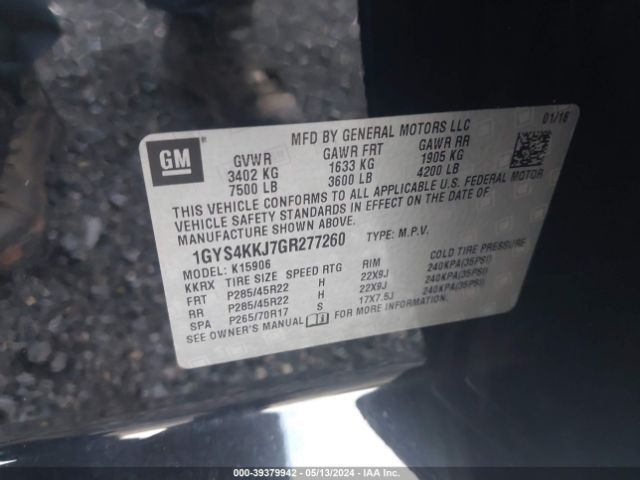 MFD BY GENERAL MOTORS LLC 01/16
GM
GVWR GAWR FRT GAWR RR
3402 KG 1633 KG 1905 KG
7500 LB 3600 LB 4200 LB
THIS VEHICLE CONFORMS TO ALL APPLICABLE U.S. FEDERAL MOTOR
VEHICLE SAFETY STANDARDS IN EFFECT ON THE DATE OF
MANUFACTURE SHOWN ABOVE.
1GYS4KKJ7GR277260 TYPE: M.P.V.
MODEL: K15906
KKRX TIRE SIZE SPEED RTG RIM COLD TIRE PRESSURE
FRT P285/45R22 H 22X9J 240KPA(35PSI)
RR P285/45R22 H 22X9J 240KPA(35PSI)
SPA P265/70R17 S 17X7.5J 240KPA(35PSI)
SEE OWNER'S MANUAL FOR MORE INFORMATION.
000-39379942 - 05/13/2024 - IAA Inc.